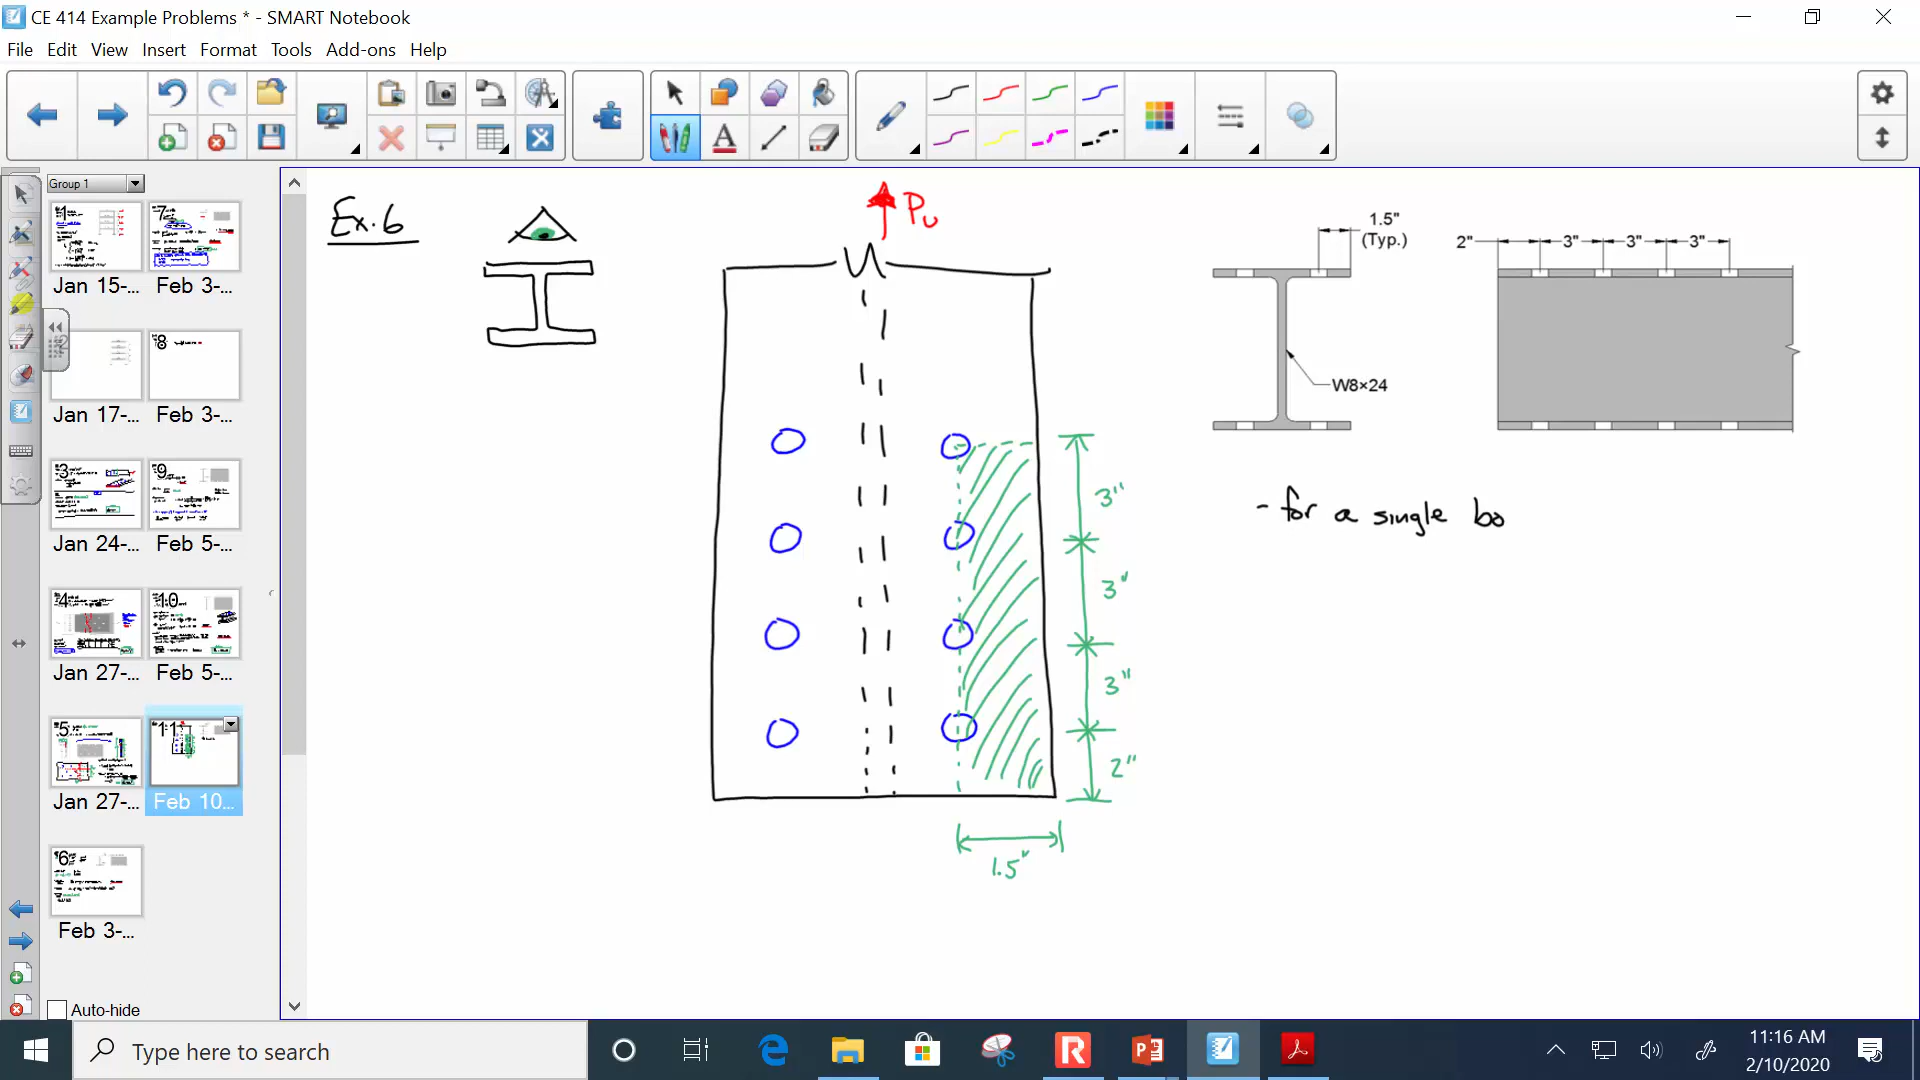 CE 414 Example Problems * - SMART Notebook
File Edit View Insert Format Tools Add-ons Help
Group 1
Jan 15-...
Feb 3-...
Jan 17-...
Feb 3-...
Jan 24-...
Feb 5-...
Jan 27-...
Feb 5-...
Jan 27-...
Feb 10...
Feb 3-...
Auto-hide
Ex. 6
Pu
3"
3"
3"
2"
1.5"
1.5"
(Typ.)
W8×24
2" 3" 3" 3"
- for a single bo
Type here to search
11:16 AM
2/10/2020